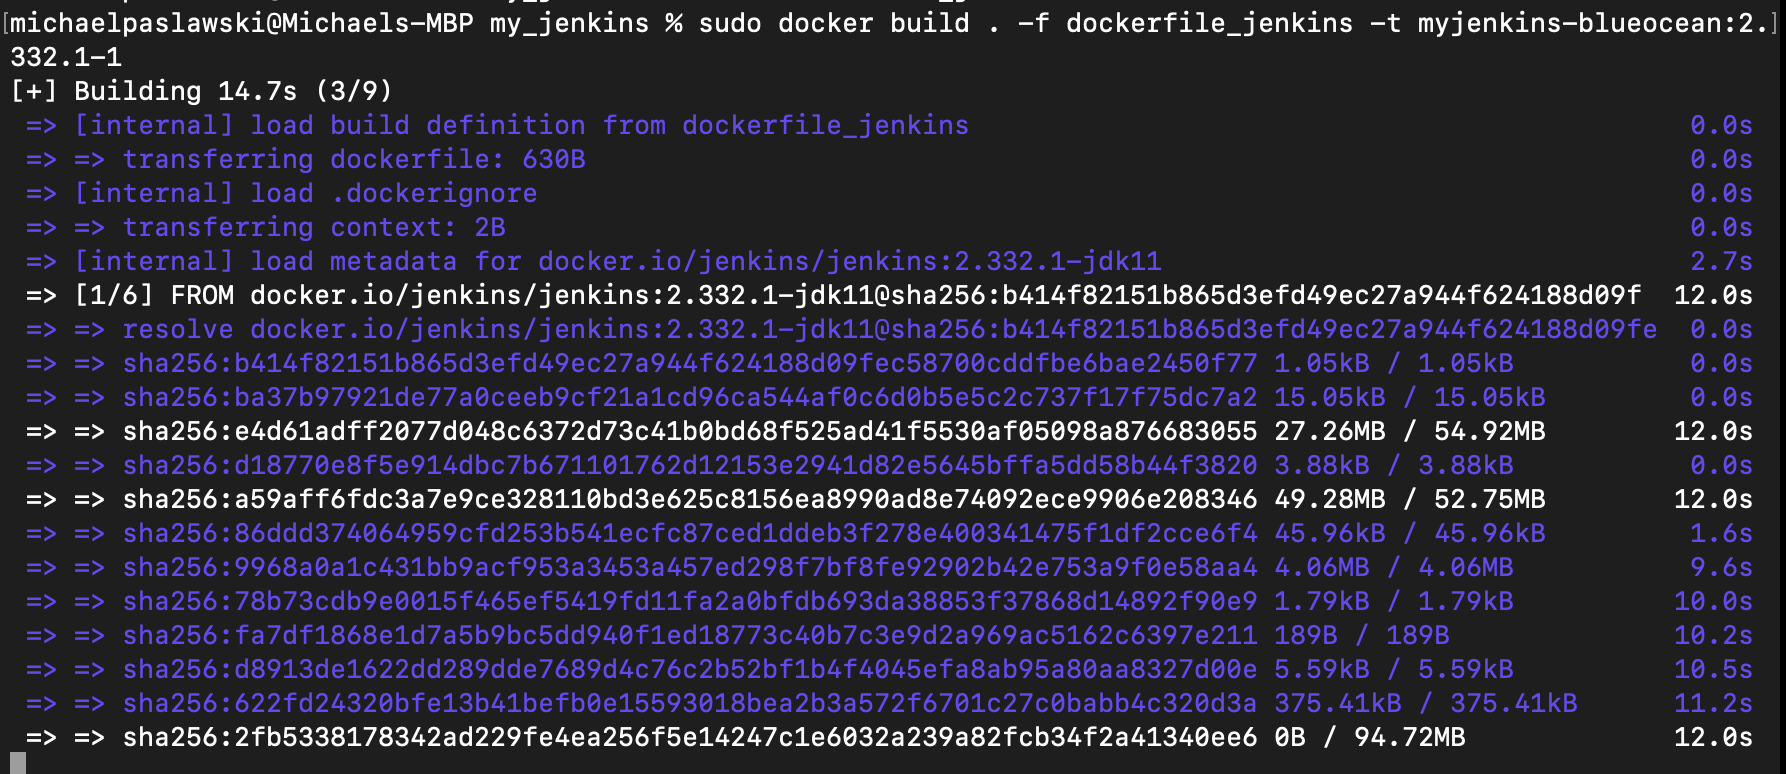 michaelpaslawski@Michaels-MBP my_jenkins % sudo docker build . -f dockerfile_jenkins -t myjenkins-blueocean:2.
332.1-1
[+] Building 14.7s (3/9)
=> [internal] load build definition from dockerfile_jenkins 0.0s
=> => transferring dockerfile: 630B 0.0s
=> [internal] load .dockerignore 0.0s
=> => transferring context: 2B 0.0s
=> [internal] load metadata for docker.io/jenkins/jenkins:2.332.1-jdk11 2.7s
=> [1/6] FROM docker.io/jenkins/jenkins:2.332.1-jdk11@sha256:b414f82151b865d3efd49ec27a944f624188d09f 12.0s
=> => resolve docker.io/jenkins/jenkins:2.332.1-jdk11@sha256:b414f82151b865d3efd49ec27a944f624188d09fe 0.0s
=> => sha256:b414f82151b865d3efd49ec27a944f624188d09fec58700cddfbe6bae2450f77 1.05kB / 1.05kB 0.0s
=> => sha256:ba37b97921de77a0ceeb9cf21a1cd96ca544af0c6d0b5e5c2c737f17f75dc7a2 15.05kB / 15.05kB 0.0s
=> => sha256:e4d61adff2077d048c6372d73c41b0bd68f525ad41f5530af05098a876683055 27.26MB / 54.92MB 12.0s
=> => sha256:d18770e8f5e914dbc7b671101762d12153e2941d82e5645bffa5dd58b44f3820 3.88kB / 3.88kB 0.0s
=> => sha256:a59aff6fdc3a7e9ce328110bd3e625c8156ea8990ad8e74092ece9906e208346 49.28MB / 52.75MB 12.0s
=> => sha256:86ddd374064959cfd253b541ecfc87ced1ddeb3f278e400341475f1df2cce6f4 45.96kB / 45.96kB 1.6s
=> => sha256:9968a0a1c431bb9acf953a3453a457ed298f7bf8fe92902b42e753a9f0e58aa4 4.06MB / 4.06MB 9.6s
=> => sha256:78b73cdb9e0015f465ef5419fd11fa2a0bfdb693da38853f37868d14892f90e9 1.79kB / 1.79kB 10.0s
=> => sha256:fa7df1868e1d7a5b9bc5dd940f1ed18773c40b7c3e9d2a969ac5162c6397e211 189B / 189B 10.2s
=> => sha256:d8913de1622dd289dde7689d4c76c2b52bf1b4f4045efa8ab95a80aa8327d00e 5.59kB / 5.59kB 10.5s
=> => sha256:622fd24320bfe13b41befb0e15593018bea2b3a572f6701c27c0babb4c320d3a 375.41kB / 375.41kB 11.2s
=> => sha256:2fb5338178342ad229fe4ea256f5e14247c1e6032a239a82fcb34f2a41340ee6 0B / 94.72MB 12.0s